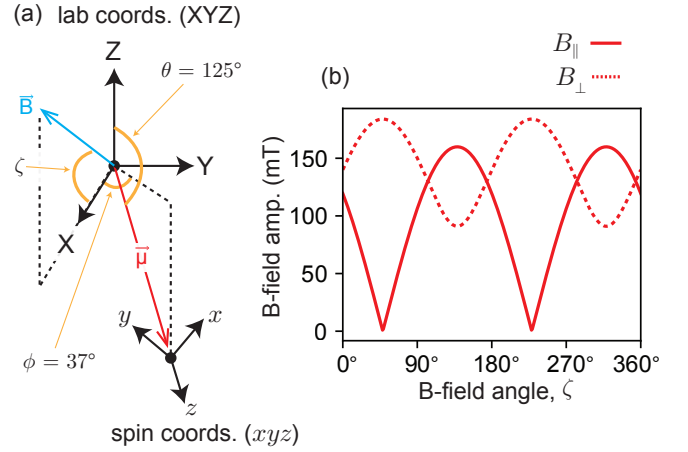 (a) lab coords. (XYZ)
Z
θ = 125°
B⃗
ζ
Y
X
μ⃗
y
x
ϕ = 37°
z
spin coords. (xyz)
(b)
B∥
B⊥
B-field amp. (mT)
150
100
50
0
0° 90° 180° 270° 360°
B-field angle, ζ